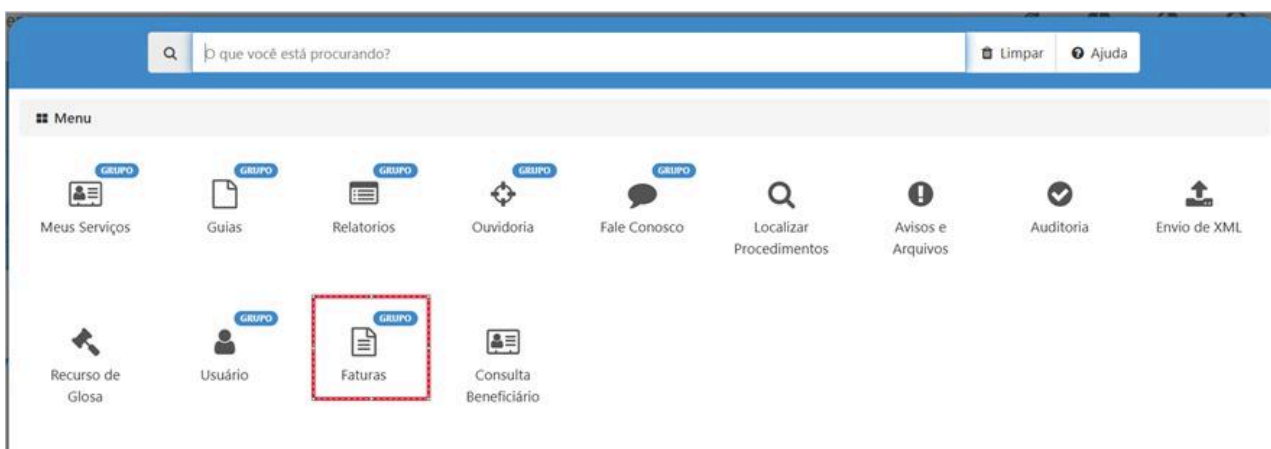 O que você está procurando?
Limpar
Ajuda
Menu
GRUPO
GRUPO
GRUPO
GRUPO
GRUPO
Meus Serviços
Guias
Relatorios
Ouvidoria
Fale Conosco
Localizar
Procedimentos
Avisos e
Arquivos
Auditoria
Envio de XML
GRUPO
GRUPO
Recurso de
Glosa
Usuário
Faturas
Consulta
Beneficiário